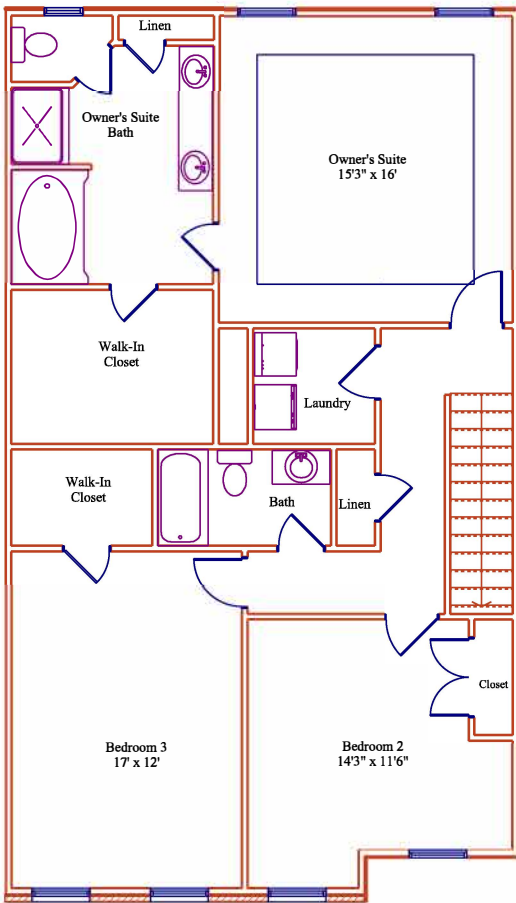 Linen
Owner's Suite
Bath
Owner's Suite
15'3" x 16'
Walk-In
Closet
Laundry
Walk-In
Closet
Bath
Linen
Closet
Bedroom 3
17' x 12'
Bedroom 2
14'3" x 11'6"